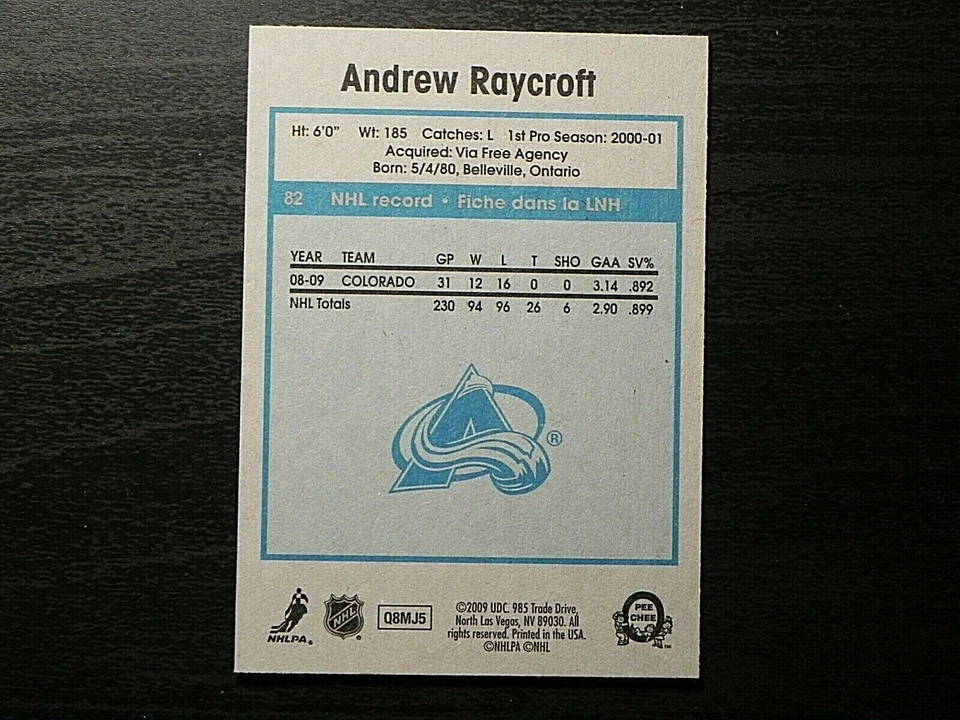 Andrew Raycroft
Ht: 6'0" Wt: 185 Catches: L 1st Pro Season: 2000-01
Acquired: Via Free Agency
Born: 5/4/80, Belleville, Ontario
82 NHL record • Fiche dans la LNH
YEAR TEAM GP W L T SHO GAA SV%
08-09 COLORADO 31 12 16 0 0 3.14 .892
NHL Totals 230 94 96 26 6 2.90 .899
A ®
NHLPA®
NHL
Q8MJ5
©2009 UDC. 985 Trade Drive,
North Las Vegas, NV 89030. All
rights reserved. Printed in the USA.
©NHLPA ©NHL
O
PEE
CHEE
™